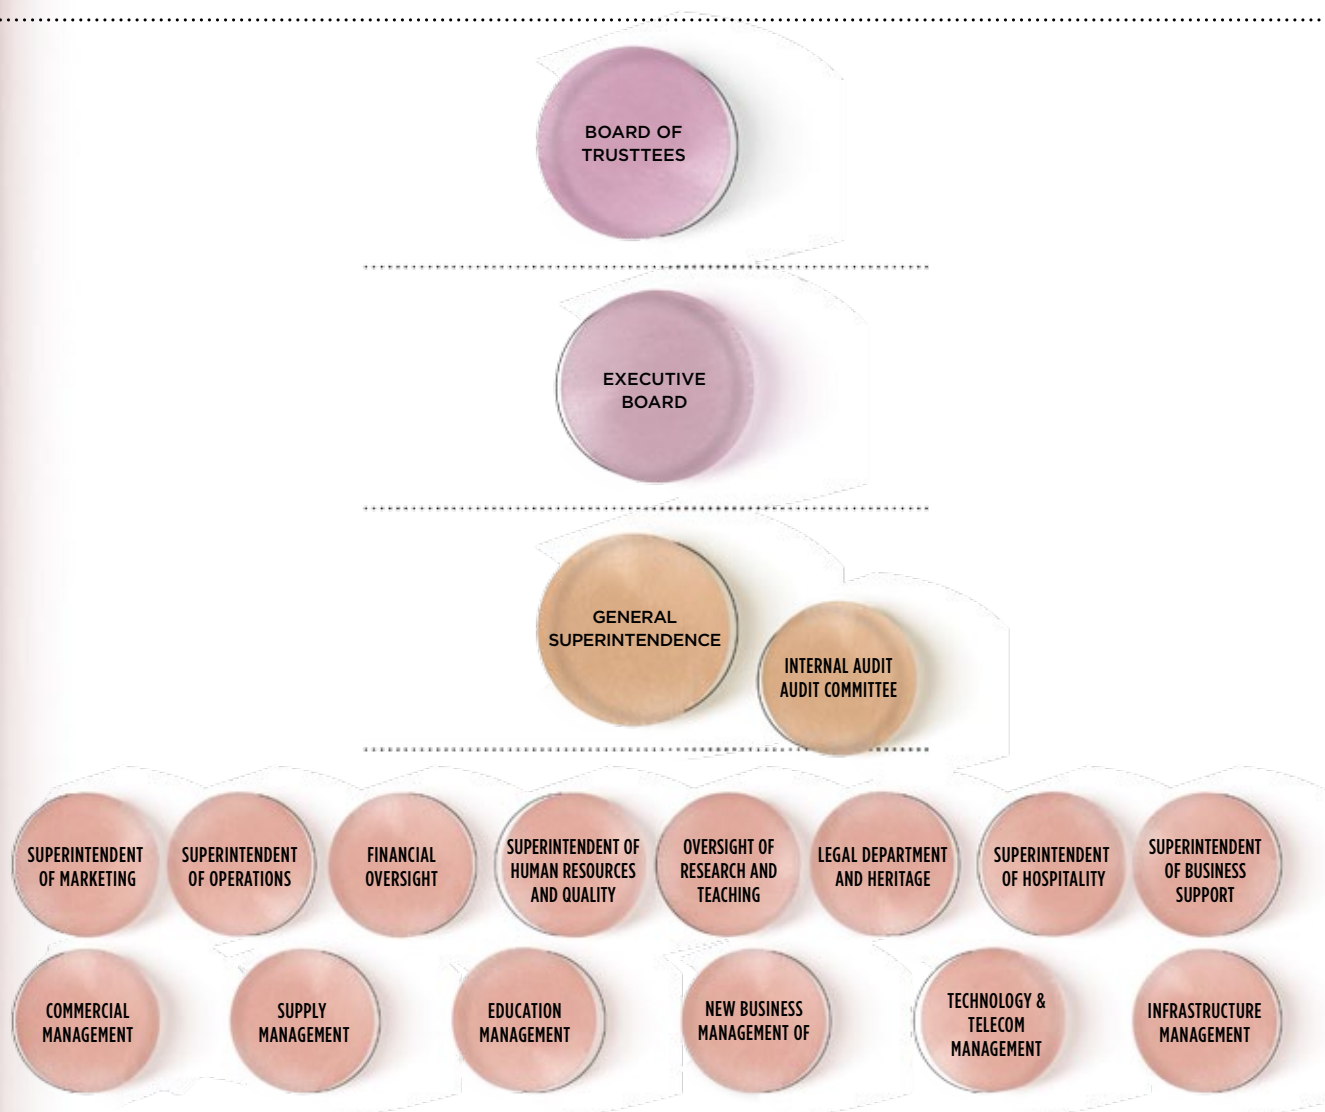 BOARD OF
TRUSTTEES
EXECUTIVE
BOARD
GENERAL
SUPERINTENDENCE
INTERNAL AUDIT
AUDIT COMMITTEE
SUPERINTENDENT
OF MARKETING
SUPERINTENDENT
OF OPERATIONS
FINANCIAL
OVERSIGHT
SUPERINTENDENT OF
HUMAN RESOURCES
AND QUALITY
OVERSIGHT OF
RESEARCH AND
TEACHING
LEGAL DEPARTMENT
AND HERITAGE
SUPERINTENDENT
OF HOSPITALITY
SUPERINTENDENT
OF BUSINESS
SUPPORT
COMMERCIAL
MANAGEMENT
SUPPLY
MANAGEMENT
EDUCATION
MANAGEMENT
NEW BUSINESS
MANAGEMENT OF
TECHNOLOGY &
TELECOM
MANAGEMENT
INFRASTRUCTURE
MANAGEMENT